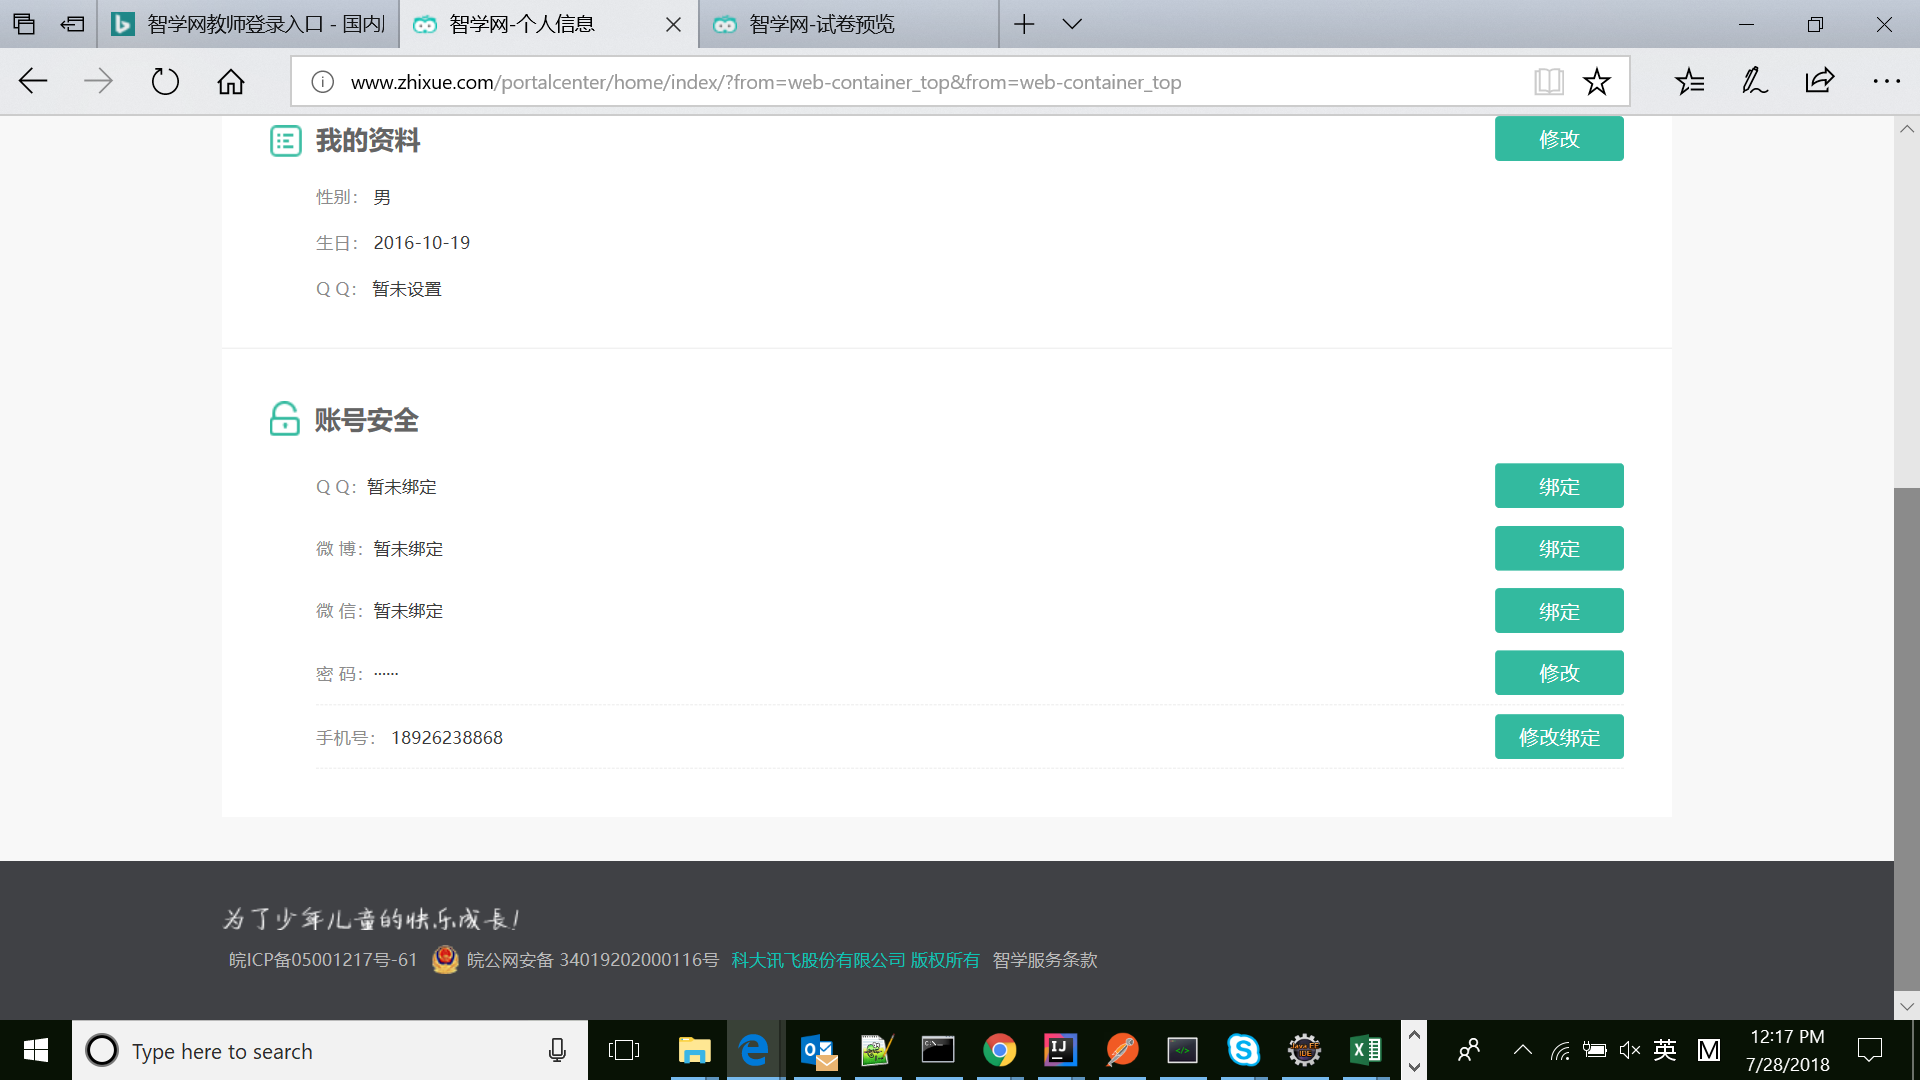 智学网教师登录入口 - 国内
智学网-个人信息
智学网-试卷预览
www.zhixue.com/portalcenter/home/index/?from=web-container_top&from=web-container_top
我的资料
修改
性别： 男
生日： 2016-10-19
Q Q： 暂未设置
账号安全
Q Q： 暂未绑定
绑定
微 博： 暂未绑定
绑定
微 信： 暂未绑定
绑定
密 码： ······
修改
手机号： 18926238868
修改绑定
为了少年儿童的快乐成長！
皖ICP备05001217号-61 皖公网安备 34019202000116号 科大讯飞股份有限公司 版权所有 智学服务条款
Type here to search
英
M
12:17 PM
7/28/2018